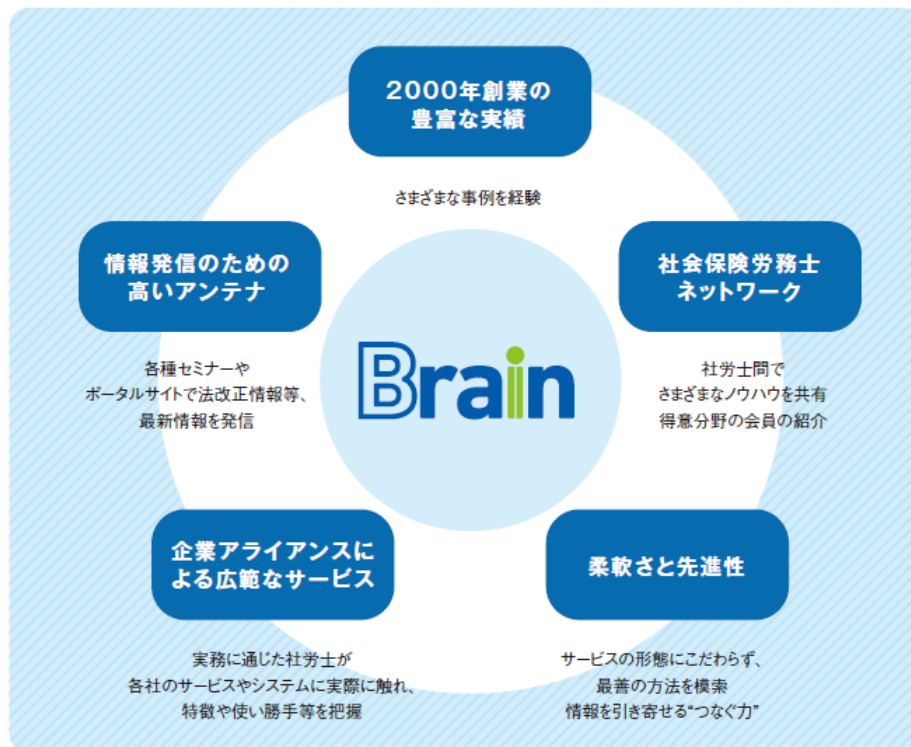 2000年創業の
豊富な実績
さまざまな事例を経験
情報発信のための
高いアンテナ
各種セミナーや
ポータルサイトで法改正情報等、
最新情報を発信
社会保険労務士
ネットワーク
社労士間で
さまざまなノウハウを共有
得意分野の会員の紹介
Brain
企業アライアンスに
よる広範なサービス
実務に通じた社労士が
各社のサービスやシステムに実際に触れ、
特徴や使い勝手等を把握
柔軟さと先進性
サービスの形態にこだわらず、
最善の方法を模索
情報を引き寄せる“つなぐ力”